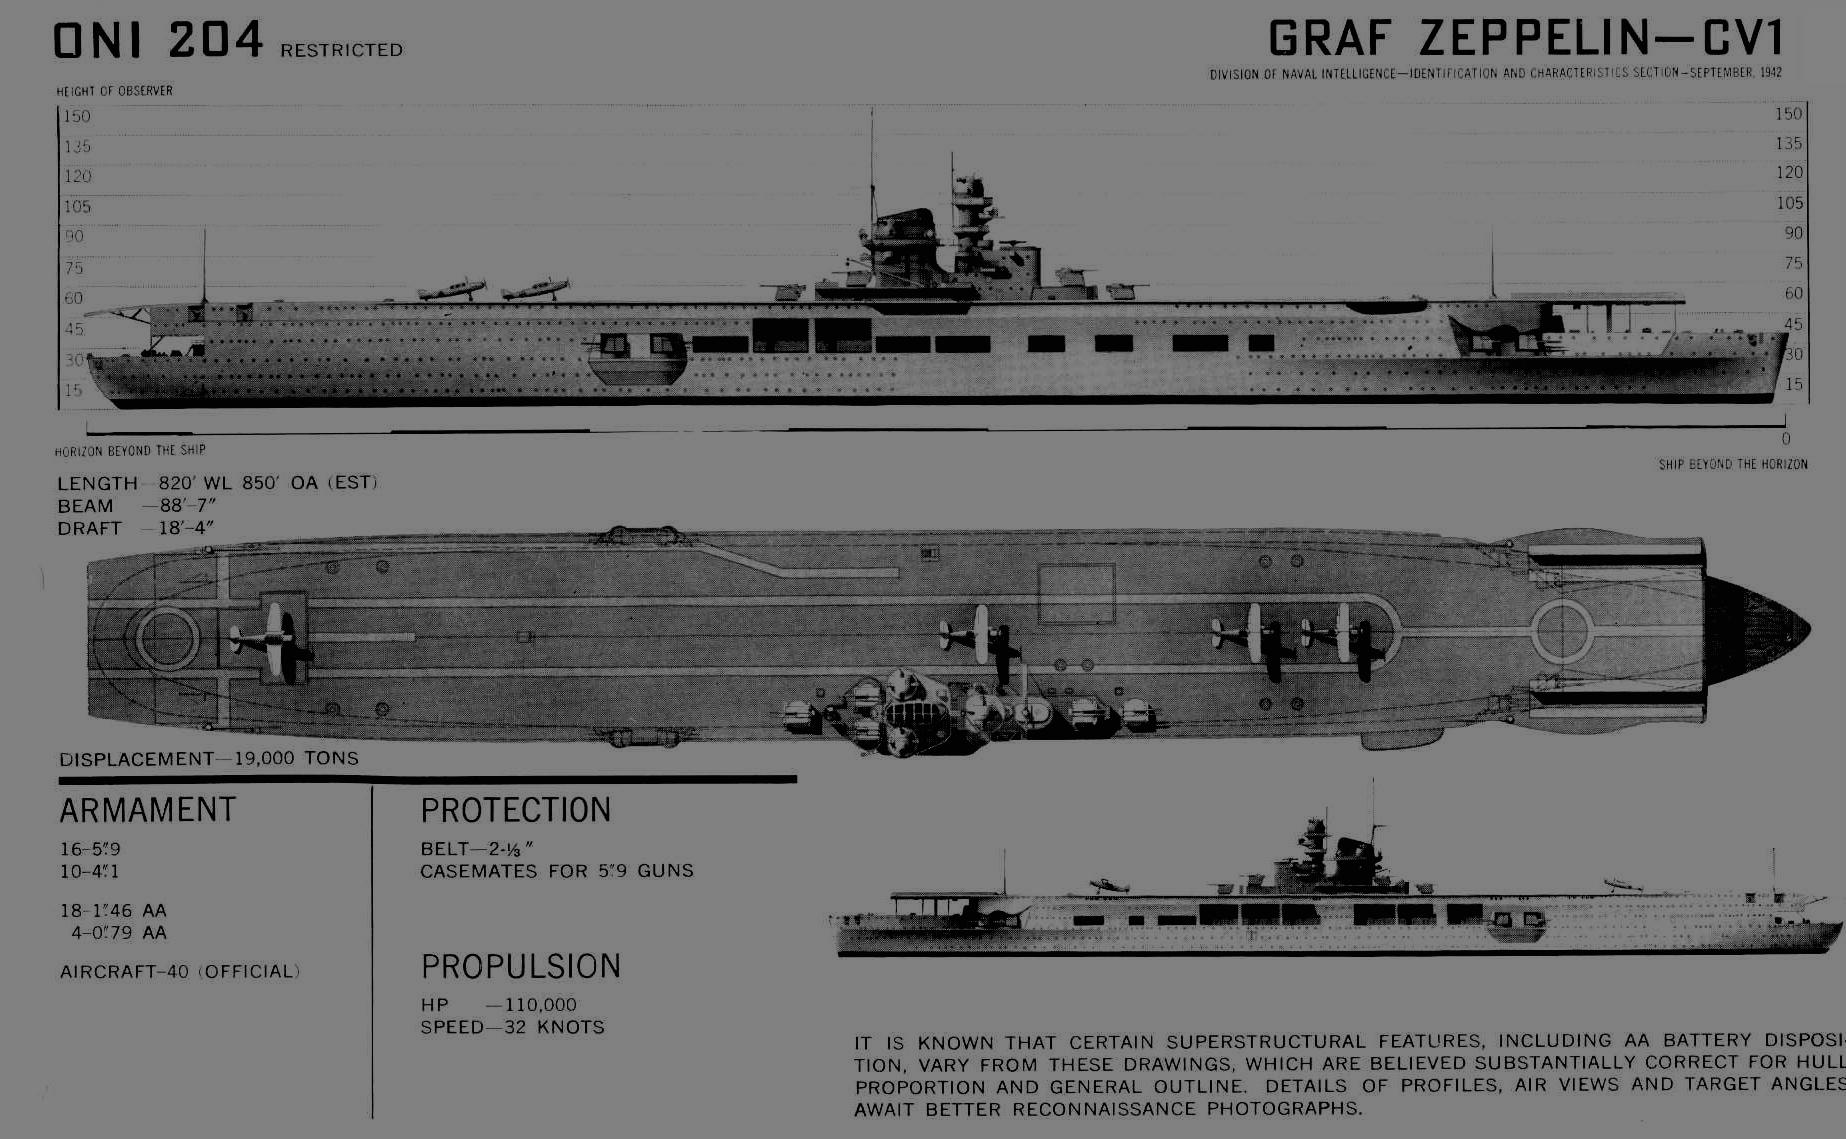 ONI 204 RESTRICTED
GRAF ZEPPELIN—CV1
DIVISION OF NAVAL INTELLIGENCE—IDENTIFICATION AND CHARACTERISTICS SECTION—SEPTEMBER, 1942
HEIGHT OF OBSERVER
150 150
135 135
120 120
105 105
90 90
75 75
60 60
45 45
30 30
15 15
0
HORIZON BEYOND THE SHIP
SHIP BEYOND THE HORIZON
LENGTH—820' WL 850' OA (EST)
BEAM —88'-7"
DRAFT —18'-4"
DISPLACEMENT—19,000 TONS
ARMAMENT
16-5".9
10-4".1
18-1".46 AA
4-0".79 AA
AIRCRAFT-40 (OFFICIAL)
PROTECTION
BELT—2-⅓"
CASEMATES FOR 5".9 GUNS
PROPULSION
HP —110,000
SPEED—32 KNOTS
IT IS KNOWN THAT CERTAIN SUPERSTRUCTURAL FEATURES, INCLUDING AA BATTERY DISPOSI-
TION, VARY FROM THESE DRAWINGS, WHICH ARE BELIEVED SUBSTANTIALLY CORRECT FOR HULL
PROPORTION AND GENERAL OUTLINE. DETAILS OF PROFILES, AIR VIEWS AND TARGET ANGLES
AWAIT BETTER RECONNAISSANCE PHOTOGRAPHS.